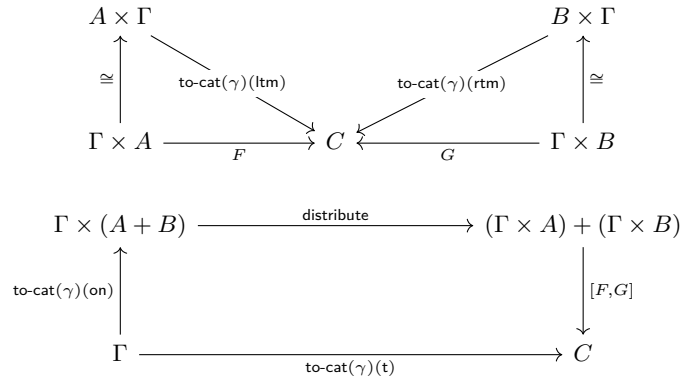 A × Γ B × Γ
to-cat(γ)(ltm) to-cat(γ)(rtm)
≅ ≅
Γ × A C Γ × B
F G
Γ × (A + B) distribute (Γ × A) + (Γ × B)
to-cat(γ)(on) [F,G]
Γ C
to-cat(γ)(t)